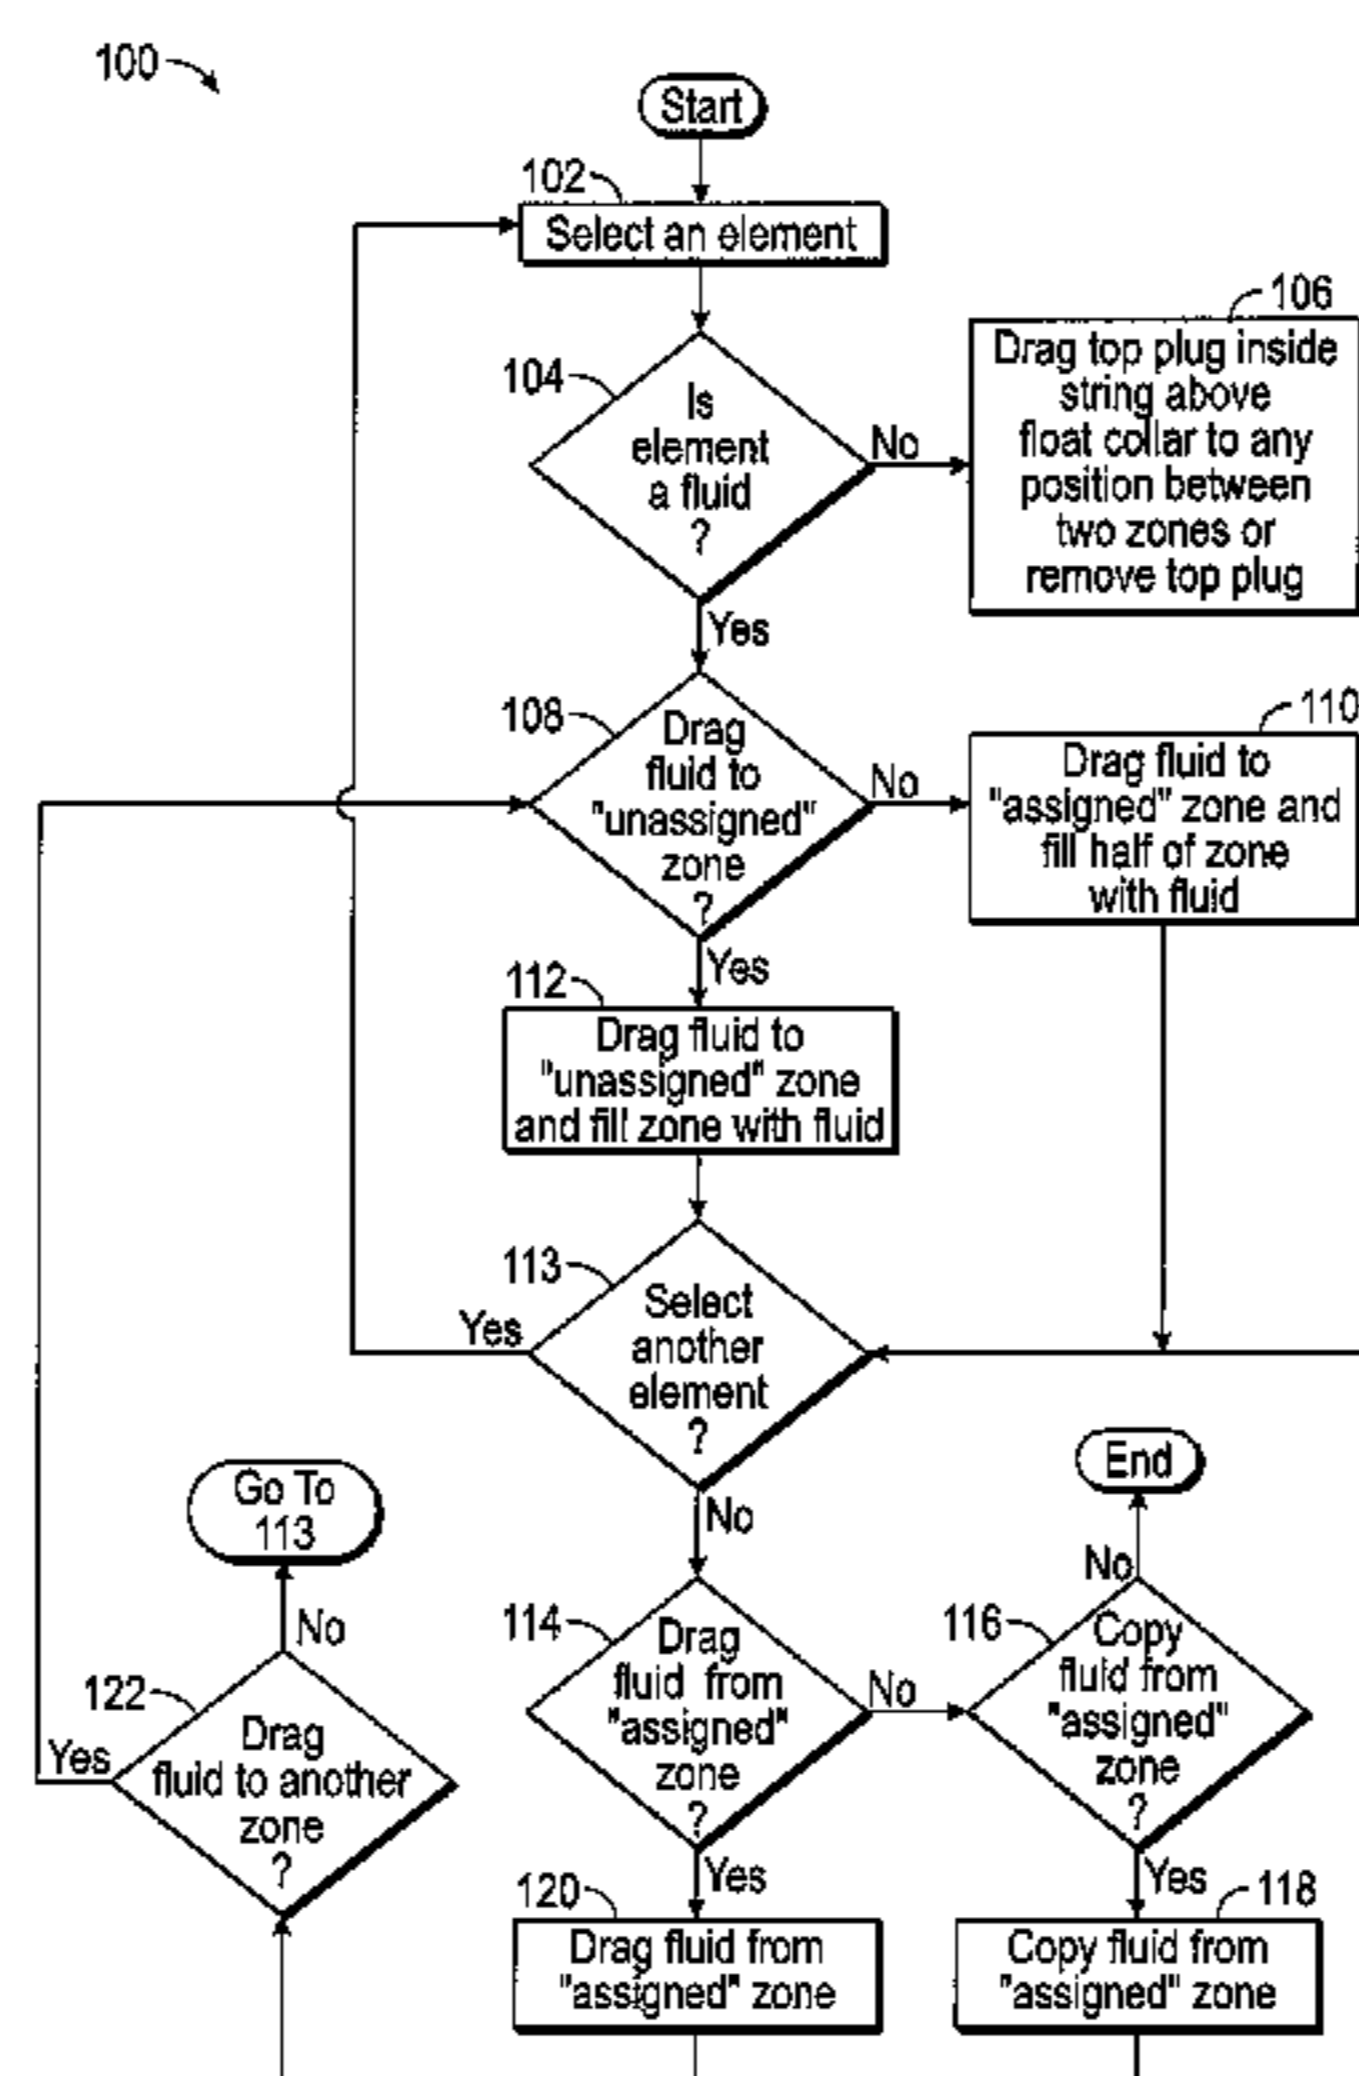 100
Start
102
Select an element
104
Is
element
a fluid
?
No
106
Drag top plug inside
string above
float collar to any
position between
two zones or
remove top plug
Yes
108
Drag
fluid to
"unassigned"
zone
?
No
110
Drag fluid to
"assigned" zone and
fill half of zone
with fluid
Yes
112
Drag fluid to
"unassigned" zone
and fill zone with fluid
113
Select
another
element
?
Yes
No
End
Go To
113
No
122
Drag
fluid to another
zone
?
Yes
114
Drag
fluid from
"assigned"
zone
?
No
116
Copy
fluid from
"assigned"
zone
?
No
Yes
Yes
120
Drag fluid from
"assigned" zone
118
Copy fluid from
"assigned" zone